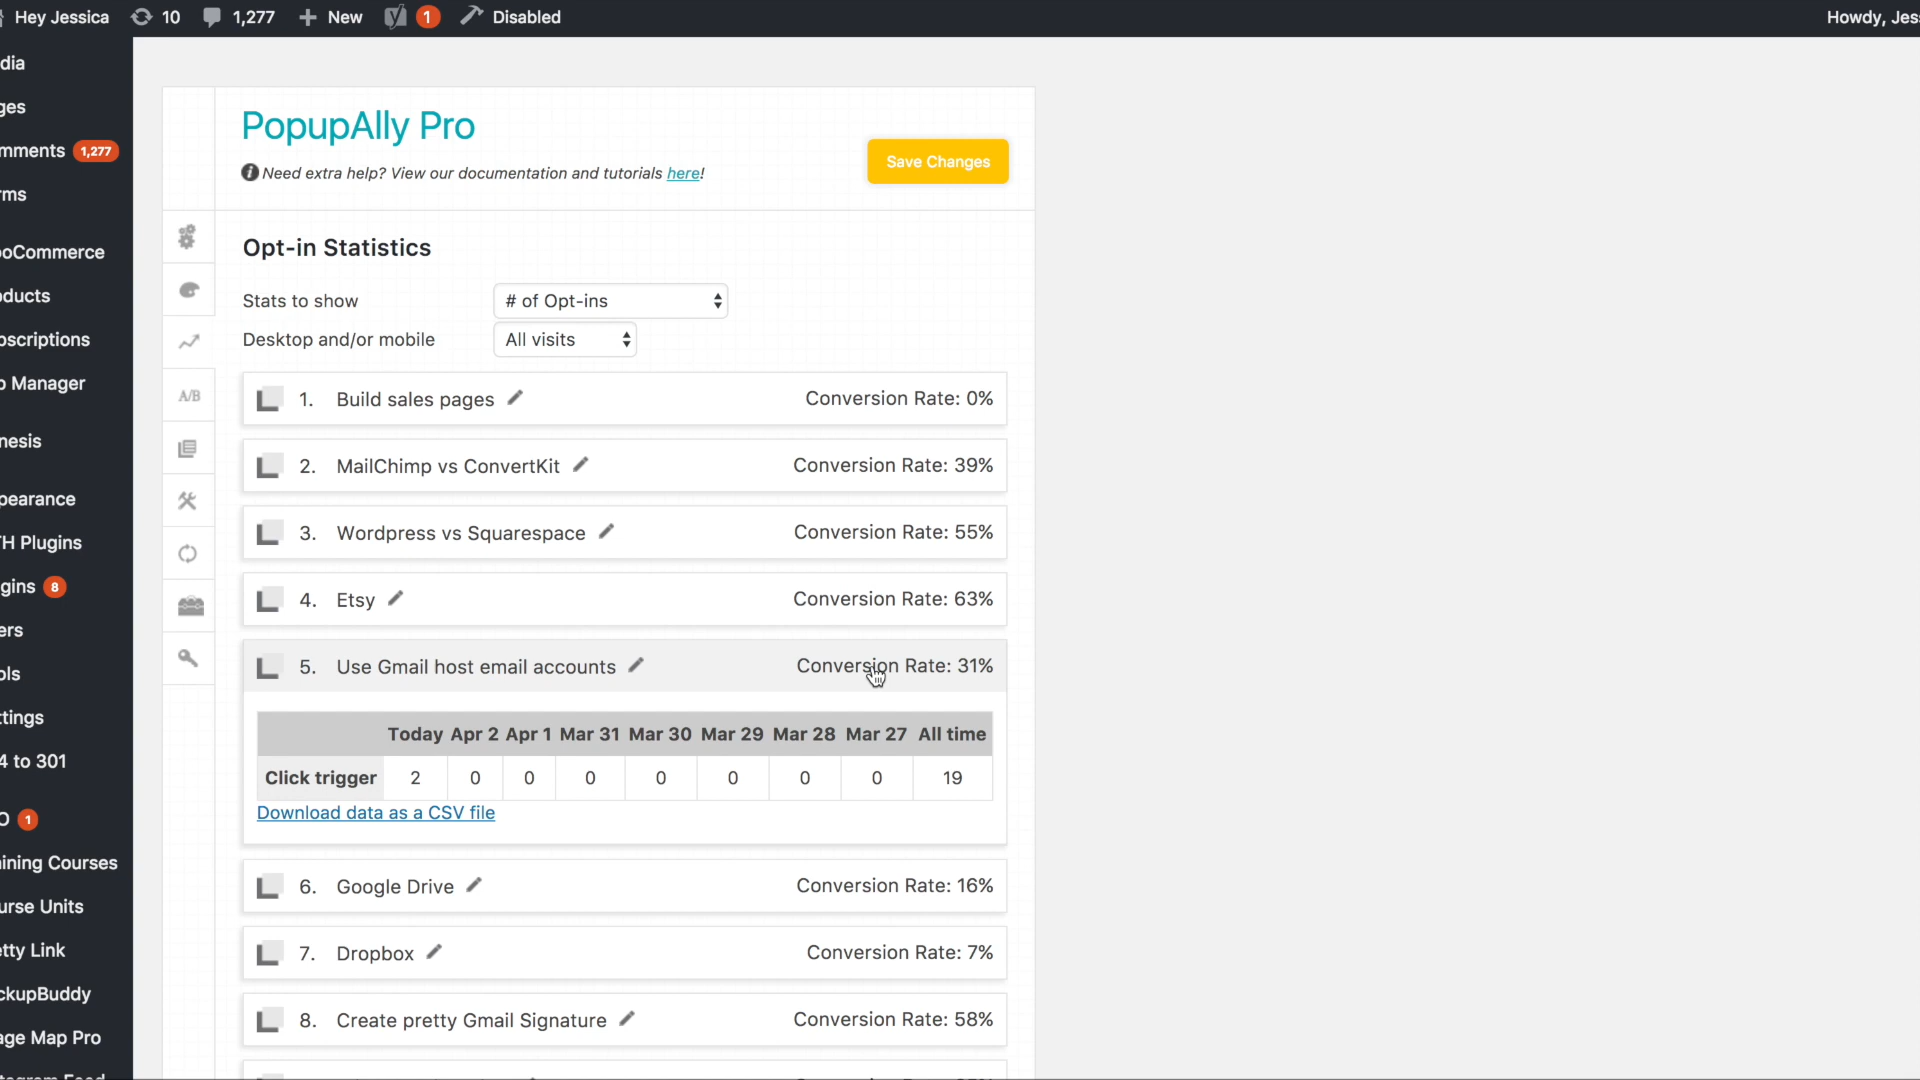 Hey Jessica 10 1,277 New 1 Disabled Howdy, Jes
dia
ges
mments 1,277
rms
oCommerce
ducts
bscriptions
p Manager
nesis
pearance
TH Plugins
gins 8
ers
ols
ttings
4 to 301
O 1
ining Courses
urse Units
tty Link
ckupBuddy
age Map Pro
PopupAlly Pro
Need extra help? View our documentation and tutorials here!
Save Changes
A/B
Opt-in Statistics
Stats to show # of Opt-ins
Desktop and/or mobile All visits
1. Build sales pages Conversion Rate: 0%
2. MailChimp vs ConvertKit Conversion Rate: 39%
3. Wordpress vs Squarespace Conversion Rate: 55%
4. Etsy Conversion Rate: 63%
5. Use Gmail host email accounts Conversion Rate: 31%
Today Apr 2 Apr 1 Mar 31 Mar 30 Mar 29 Mar 28 Mar 27 All time
Click trigger 2 0 0 0 0 0 0 0 19
Download data as a CSV file
6. Google Drive Conversion Rate: 16%
7. Dropbox Conversion Rate: 7%
8. Create pretty Gmail Signature Conversion Rate: 58%